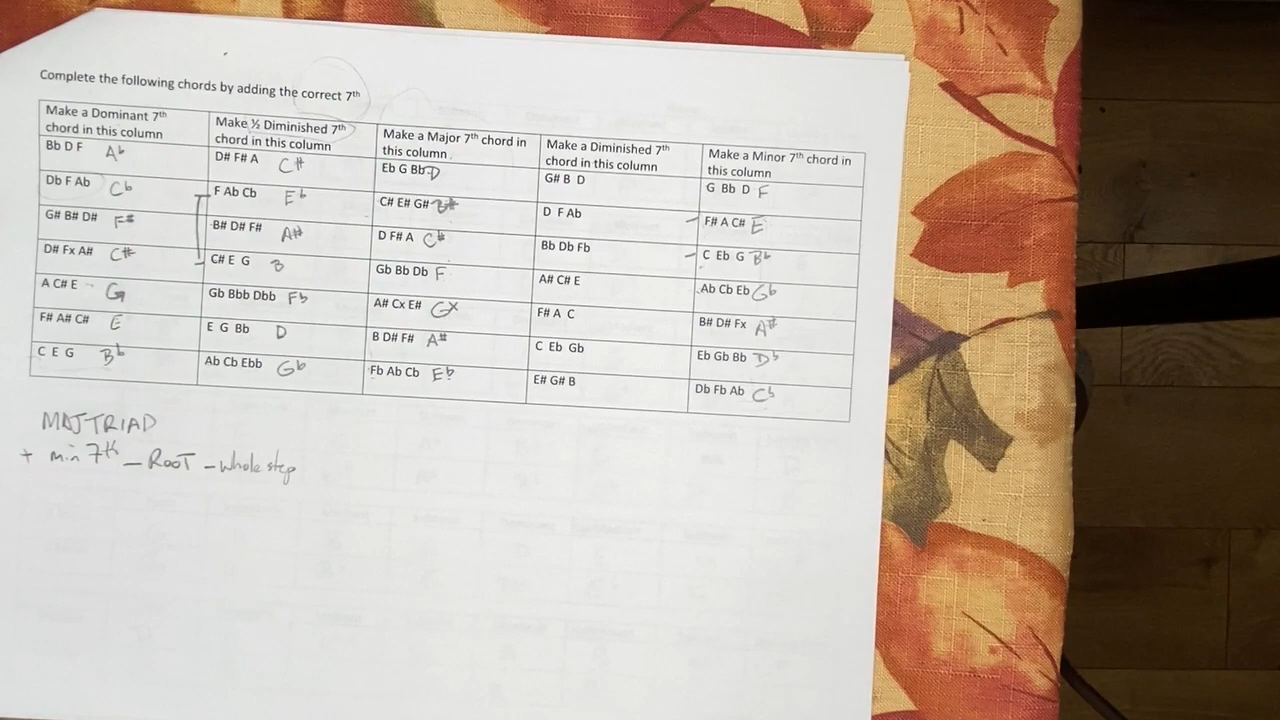 Complete the following chords by adding the correct 7th
Make a Dominant 7th chord in this column
Make ½ Diminished 7th chord in this column
Make a Major 7th chord in this column
Make a Diminished 7th chord in this column
Make a Minor 7th chord in this column
Bb D F Ab
D# F# A C#
Eb G Bb D
G# B D
G Bb D F
Db F Ab Cb
F Ab Cb Eb
C# E# G# B#
D F Ab
F# A C# E
G# B# D# F#
B# D# F# A#
D F# A C#
Bb Db Fb
C Eb G Bb
D# Fx A# C#
C# E G B
Gb Bb Db F
A# C# E
Ab Cb Eb Gb
A C# E G
Gb Bbb Dbb Fb
A# Cx E# Gx
F# A C
B# D# Fx A#
F# A# C# E
E G Bb D
B D# F# A#
C Eb Gb
Eb Gb Bb Db
C E G Bb
Ab Cb Ebb Gb
Fb Ab Cb Eb
E# G# B
Db Fb Ab Cb
MAJ TRIAD
+ min 7th - ROOT - whole step